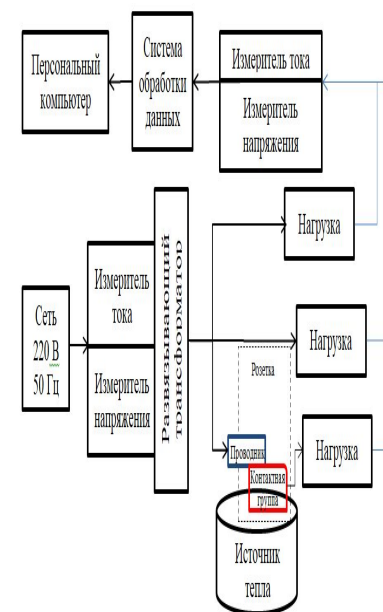 Персональный
компьютер
Система
обработки
данных
Измеритель тока
Измеритель
напряжения
Сеть
220 В
50 Гц
Измеритель
тока
Измеритель
напряжения
Развязывающий
трансформатор
Нагрузка
Нагрузка
Розетка
Проводник
Контактная
группа
Нагрузка
Источник
тепла